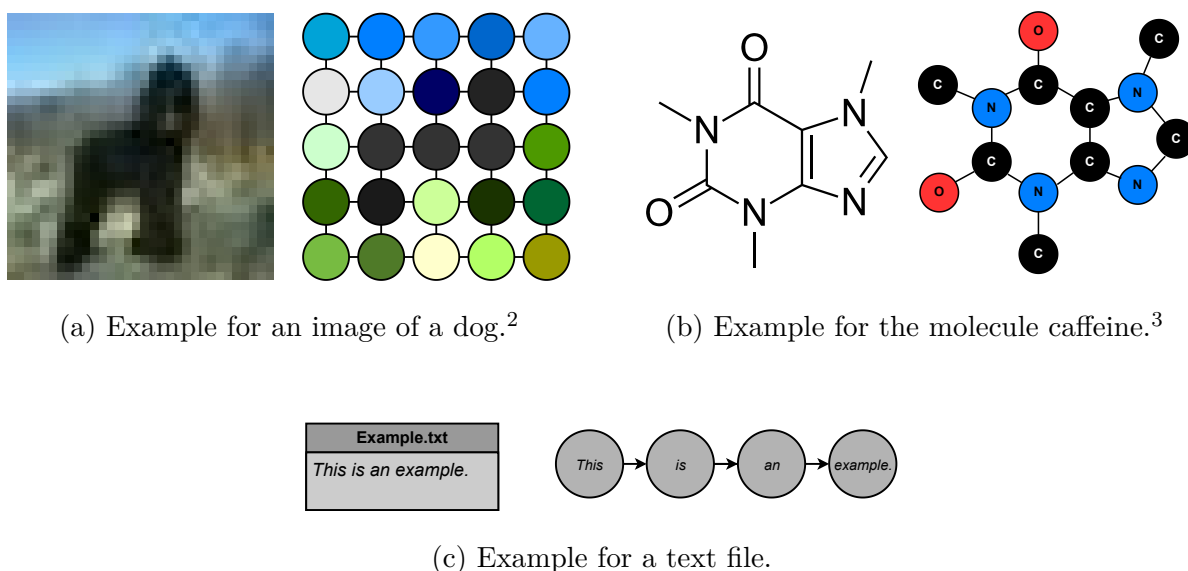 O
N
N
O
N
N
O
C
C
N
N
C
C
C
C
C
O
N
N
C
(a) Example for an image of a dog.²
(b) Example for the molecule caffeine.³
Example.txt
This is an example.
This is an example.
(c) Example for a text file.